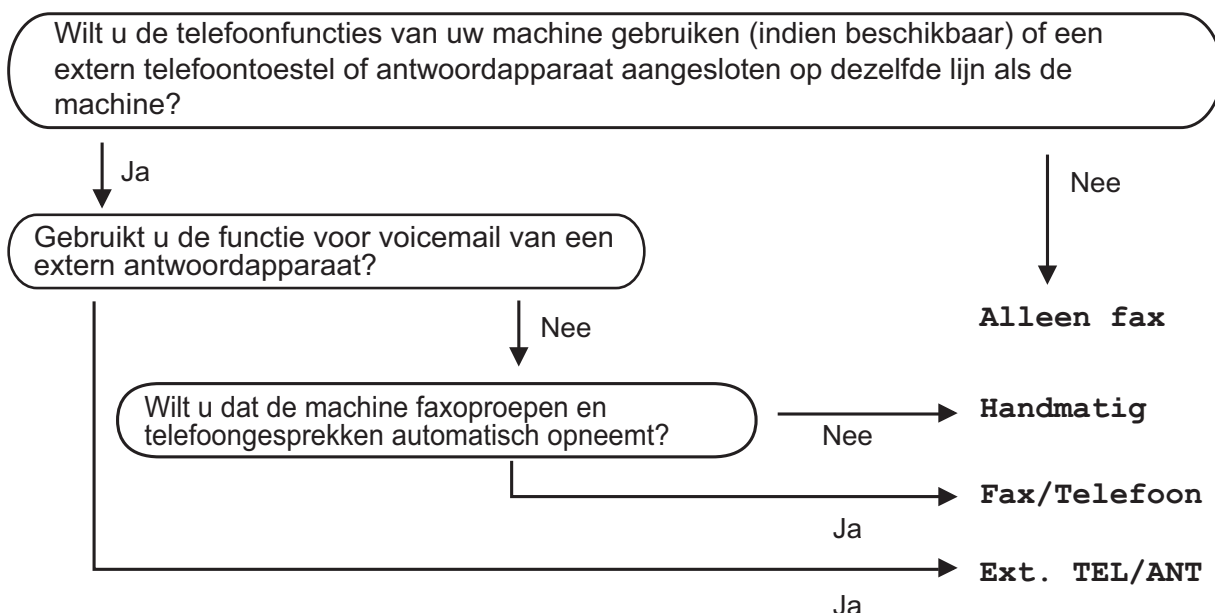 Wilt u de telefoonfuncties van uw machine gebruiken (indien beschikbaar) of een
extern telefoontoestel of antwoordapparaat aangesloten op dezelfde lijn als de
machine?
Ja
Nee
Gebruikt u de functie voor voicemail van een
extern antwoordapparaat?
Nee
Alleen fax
Wilt u dat de machine faxoproepen en
telefoongesprekken automatisch opneemt?
Nee
Handmatig
Ja
Fax/Telefoon
Ja
Ext. TEL/ANT